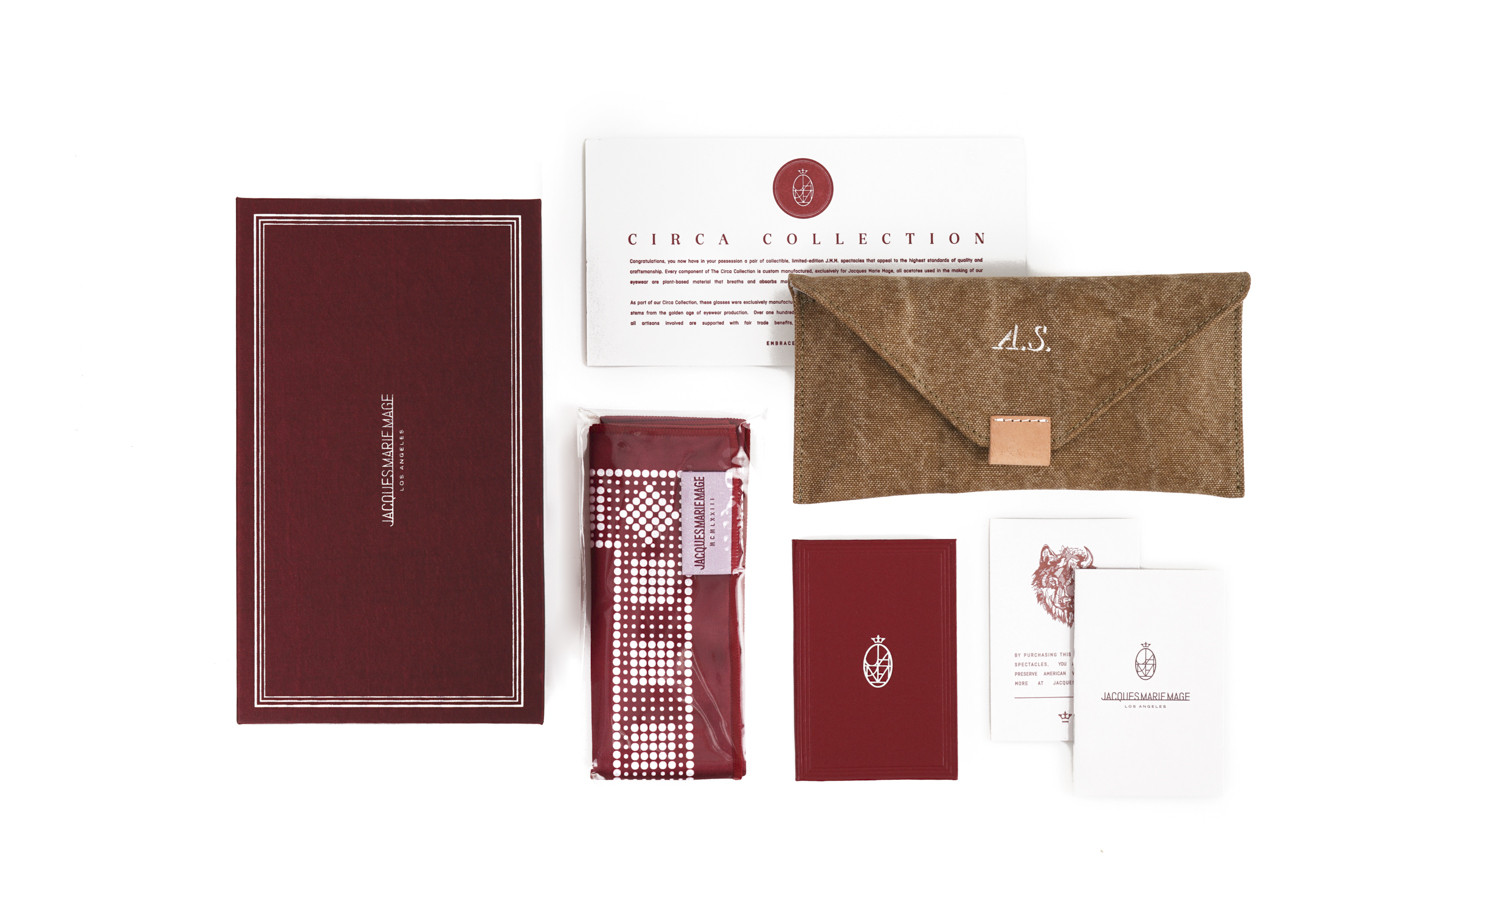 JACQUES MARIE MAGE
LOS ANGELES
CIRCA COLLECTION
Congratulations, you now have in your possession a pair of collectible, limited-edition J.M.M. spectacles that appeal to the highest standards of quality and
craftsmanship. Every component of The Circa Collection is custom manufactured, exclusively for Jacques Marie Mage, all acetates used in the making of our
eyewear are plant-based material that breathes and absorbs
As part of our Circa Collection, these glasses were exclusively
stems from the golden age of eyewear production. Over one
all artisans involved are supported with fair trade benefits,
EMBRACE
A.S.
JACQUES MARIE MAGE
MCMLXXIII
BY PURCHASING THIS
SPECTACLES, YOU
PRESERVE AMERICAN
WORD AT
JACQUES MARIE MAGE
LOS ANGELES